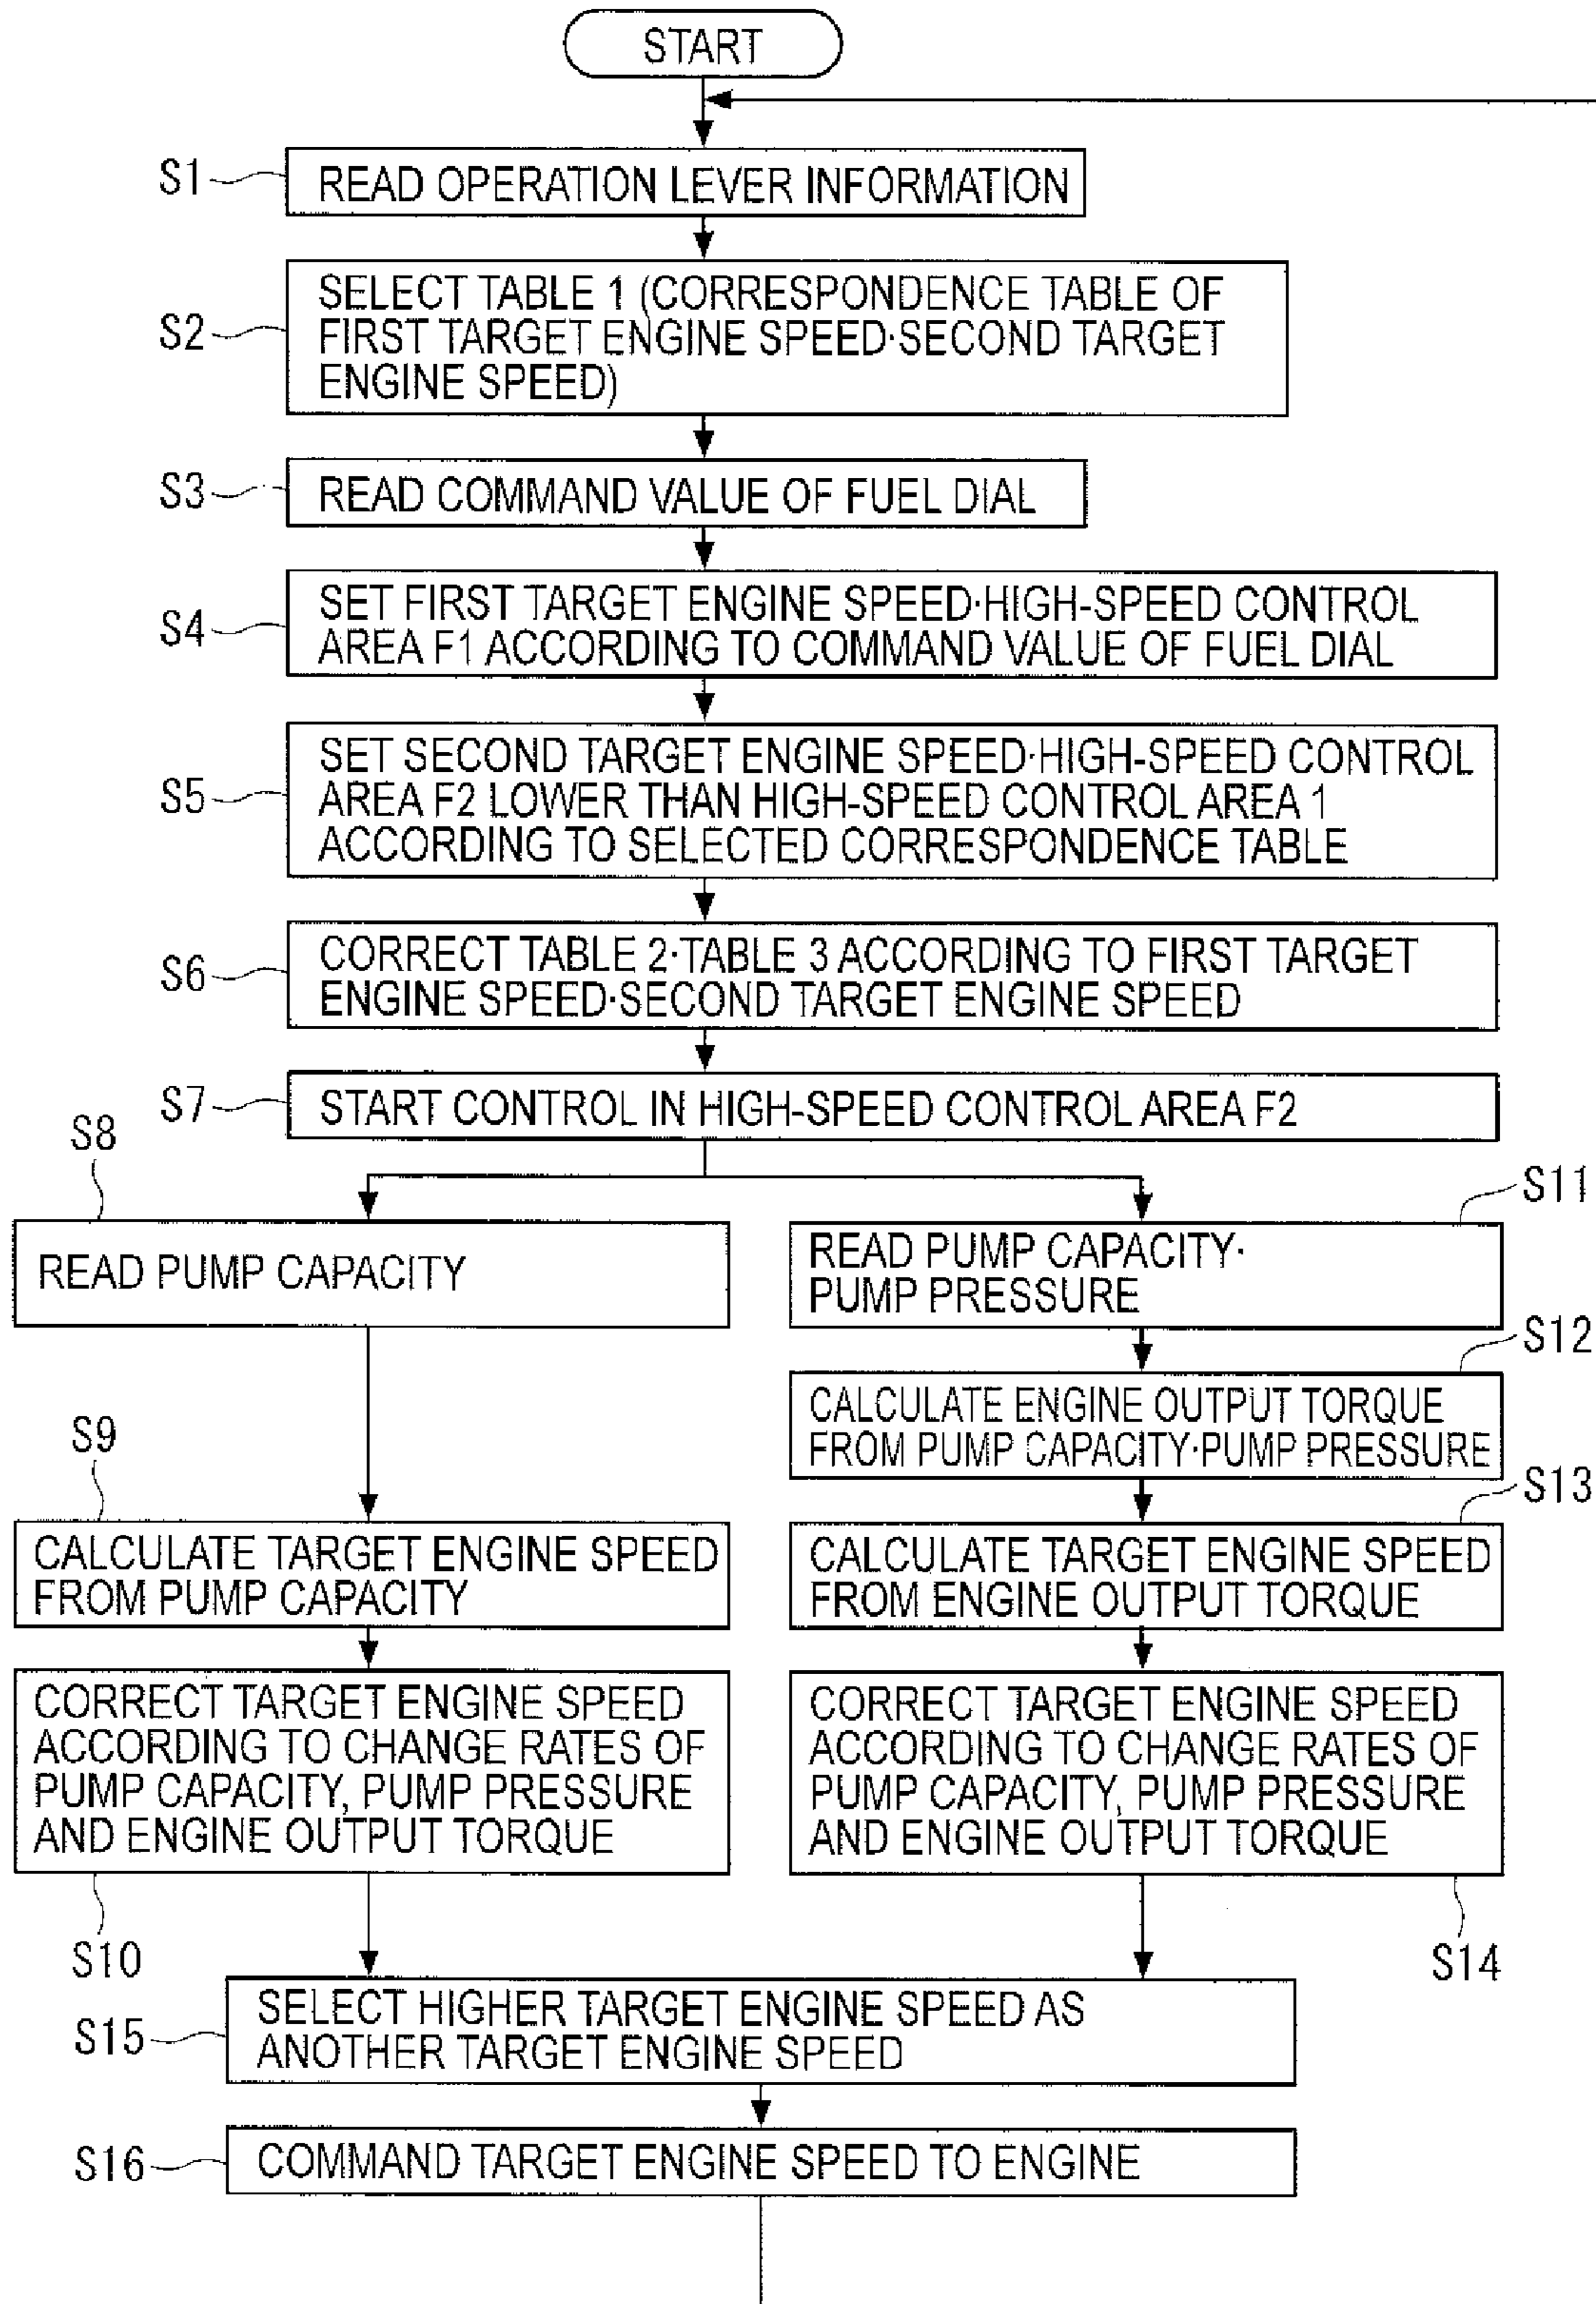 START
S1
READ OPERATION LEVER INFORMATION
S2
SELECT TABLE 1 (CORRESPONDENCE TABLE OF
FIRST TARGET ENGINE SPEED·SECOND TARGET
ENGINE SPEED)
S3
READ COMMAND VALUE OF FUEL DIAL
S4
SET FIRST TARGET ENGINE SPEED·HIGH-SPEED CONTROL
AREA F1 ACCORDING TO COMMAND VALUE OF FUEL DIAL
S5
SET SECOND TARGET ENGINE SPEED·HIGH-SPEED CONTROL
AREA F2 LOWER THAN HIGH-SPEED CONTROL AREA 1
ACCORDING TO SELECTED CORRESPONDENCE TABLE
S6
CORRECT TABLE 2·TABLE 3 ACCORDING TO FIRST TARGET
ENGINE SPEED·SECOND TARGET ENGINE SPEED
S7
START CONTROL IN HIGH-SPEED CONTROL AREA F2
S8
READ PUMP CAPACITY
S9
CALCULATE TARGET ENGINE SPEED
FROM PUMP CAPACITY
CORRECT TARGET ENGINE SPEED
ACCORDING TO CHANGE RATES OF
PUMP CAPACITY, PUMP PRESSURE
AND ENGINE OUTPUT TORQUE
S10
S11
READ PUMP CAPACITY·
PUMP PRESSURE
S12
CALCULATE ENGINE OUTPUT TORQUE
FROM PUMP CAPACITY·PUMP PRESSURE
S13
CALCULATE TARGET ENGINE SPEED
FROM ENGINE OUTPUT TORQUE
CORRECT TARGET ENGINE SPEED
ACCORDING TO CHANGE RATES OF
PUMP CAPACITY, PUMP PRESSURE
AND ENGINE OUTPUT TORQUE
S14
S15
SELECT HIGHER TARGET ENGINE SPEED AS
ANOTHER TARGET ENGINE SPEED
S16
COMMAND TARGET ENGINE SPEED TO ENGINE